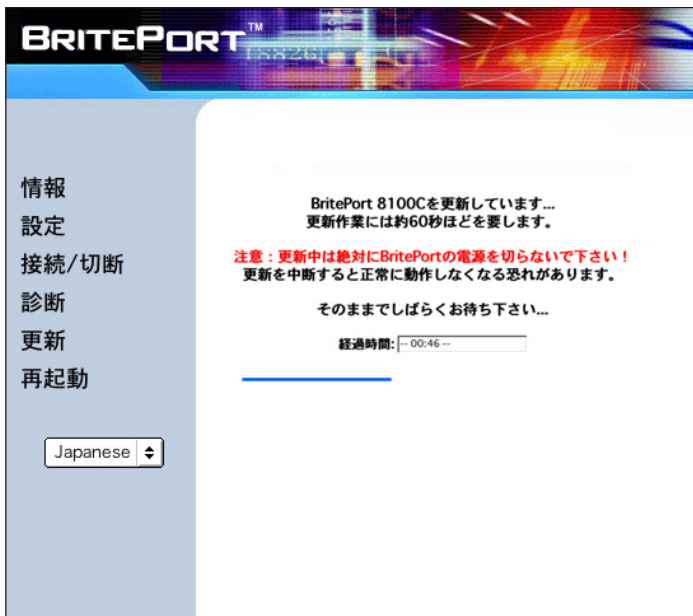 BRITEPORT™
情報
設定
接続/切断
診断
更新
再起動
Japanese
BritePort 8100Cを更新しています...
更新作業には約60秒ほどを要します。
注意：更新中は絶対にBritePortの電源を切らないで下さい！
更新を中断すると正常に動作しなくなる恐れがあります。
そのままでしばらくお待ち下さい...
経過時間: -- 00:46 --